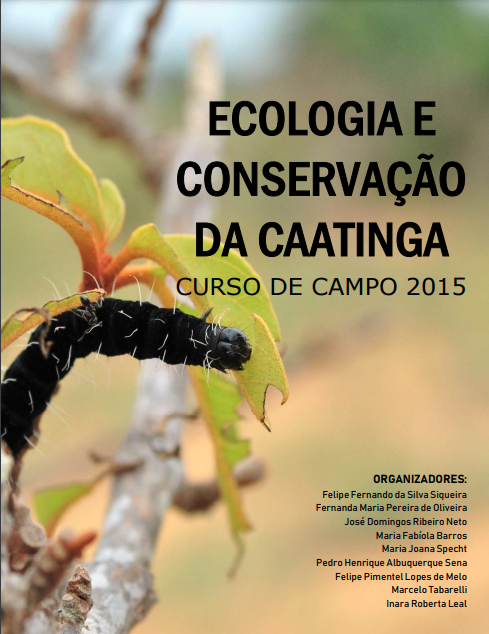 ECOLOGIA E
CONSERVAÇÃO
DA CAATINGA
CURSO DE CAMPO 2015
ORGANIZADORES:
Felipe Fernando da Silva Siqueira
Fernanda Maria Pereira de Oliveira
José Domingos Ribeiro Neto
Maria Fabíola Barros
Maria Joana Specht
Pedro Henrique Albuquerque Sena
Felipe Pimentel Lopes de Melo
Marcelo Tabarelli
Inara Roberta Leal